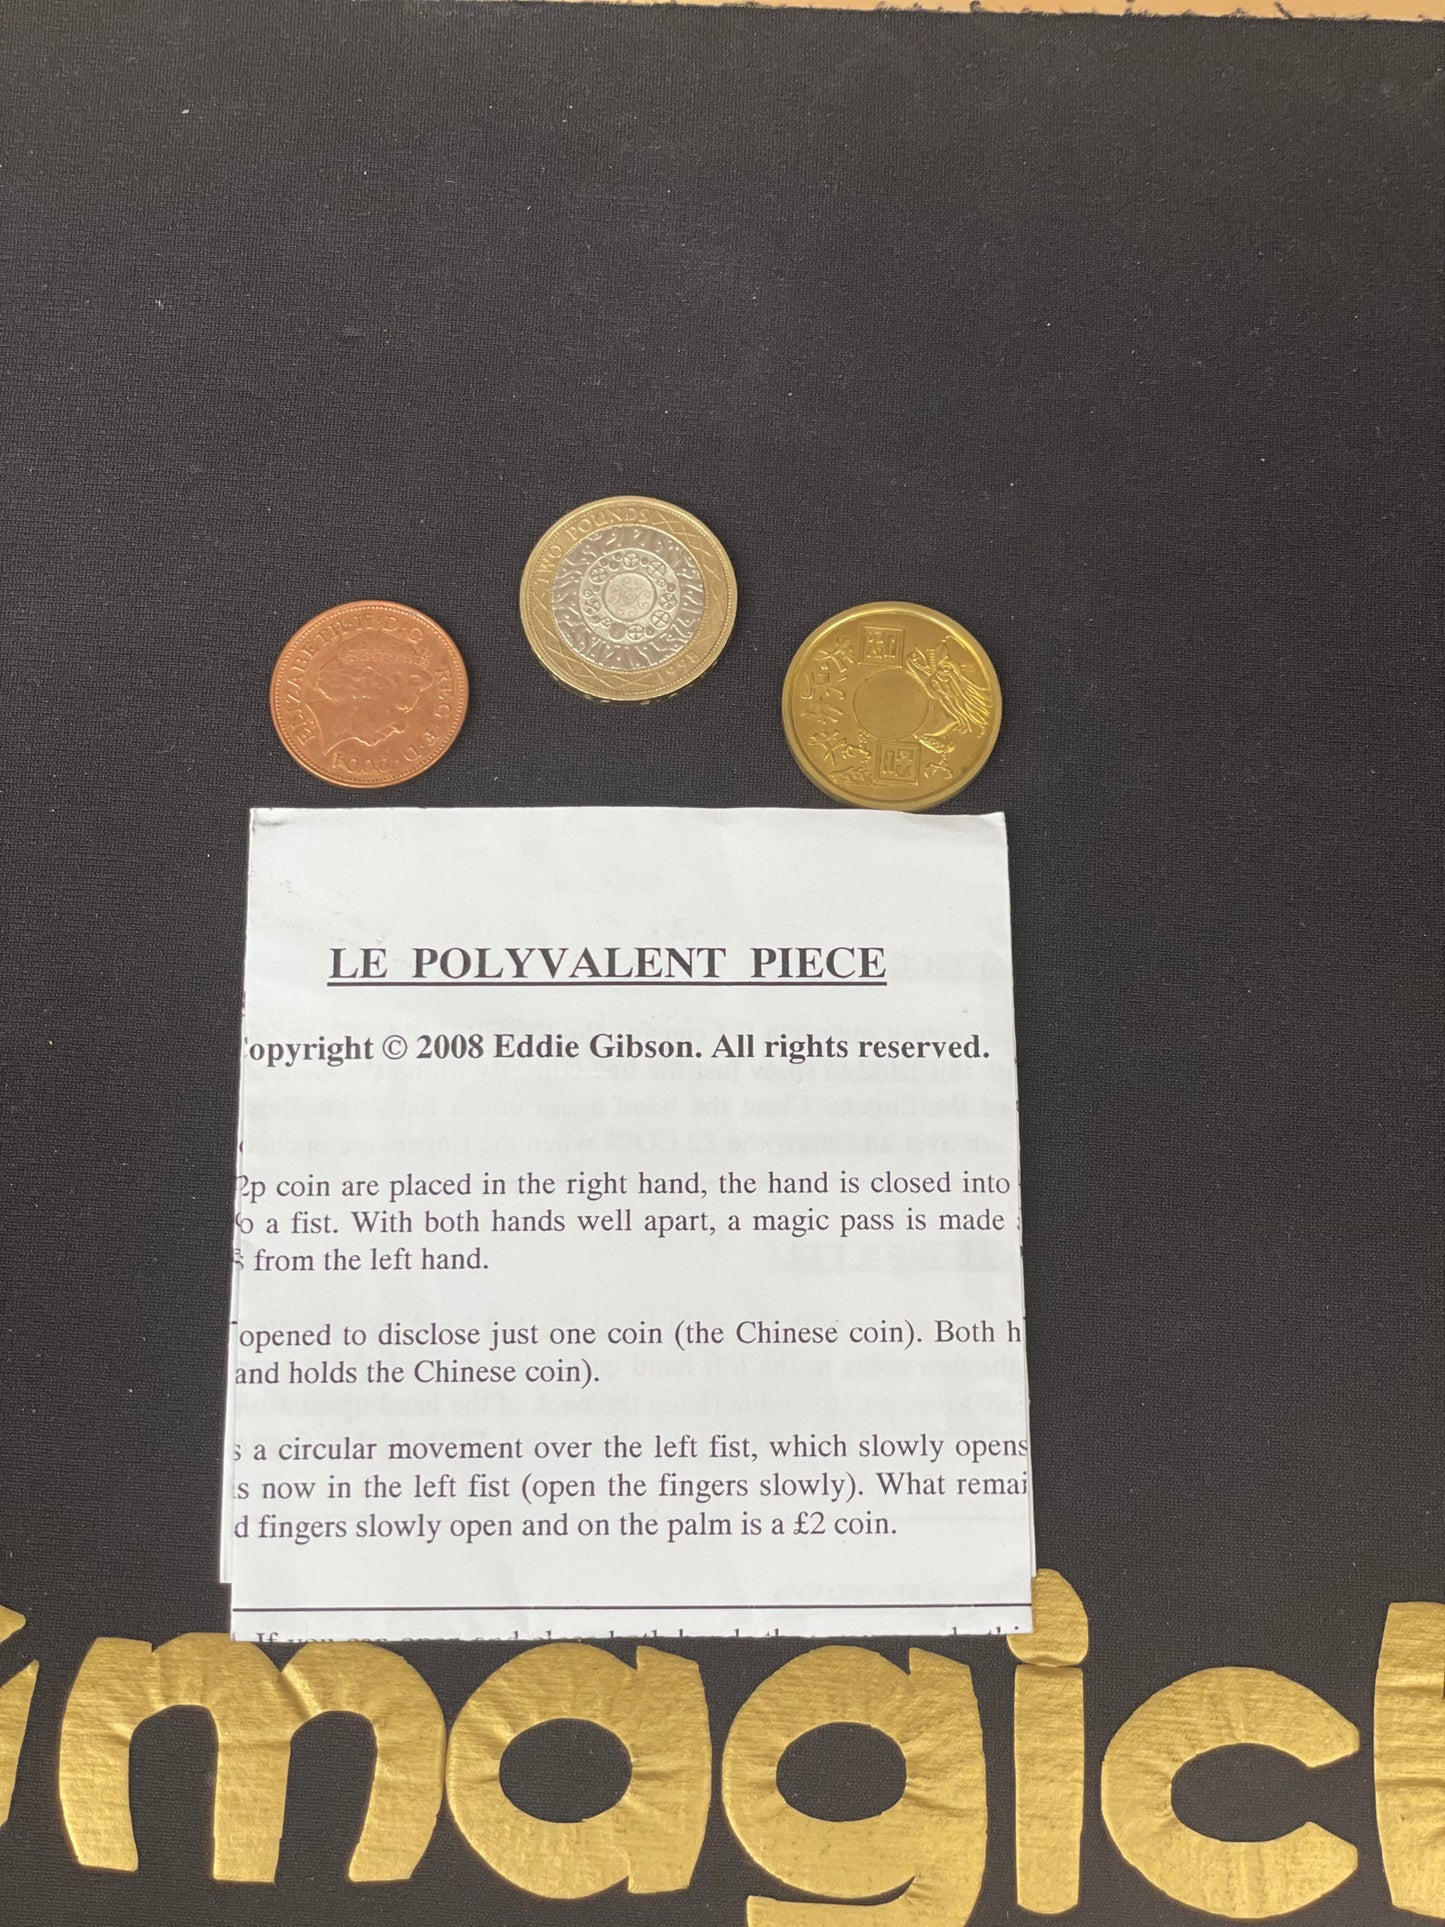 TWO POUNDS
1998
ELIZABETH·II·D·G
REG·F·D·2004
LE POLYVALENT PIECE
opyright © 2008 Eddie Gibson. All rights reserved.
2p coin are placed in the right hand, the hand is closed into
o a fist. With both hands well apart, a magic pass is made
from the left hand.
opened to disclose just one coin (the Chinese coin). Both h
and holds the Chinese coin).
s a circular movement over the left fist, which slowly opens
s now in the left fist (open the fingers slowly). What remai
d fingers slowly open and on the palm is a £2 coin.
magic